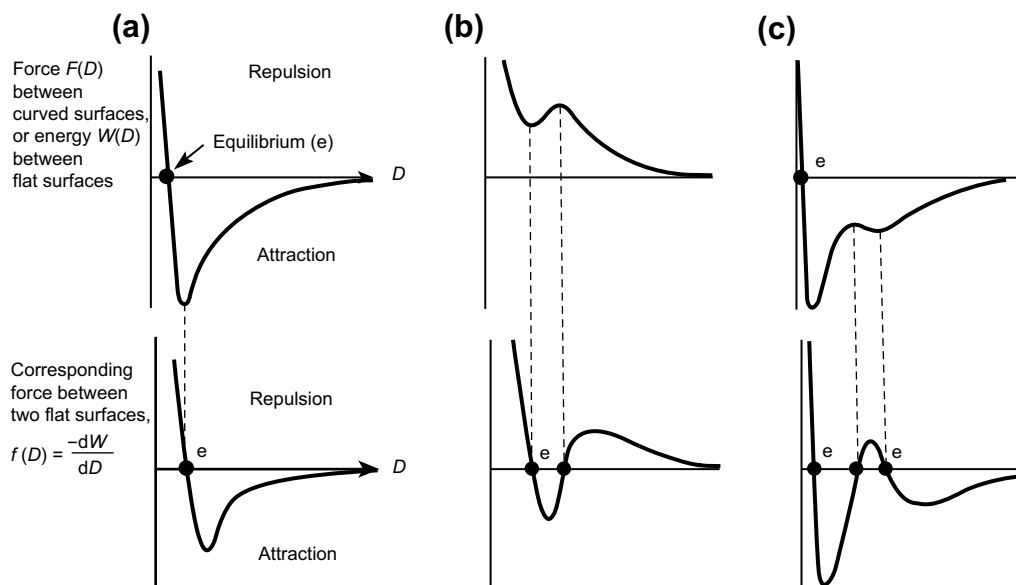 (a)
(b)
(c)
Force F(D)
between
curved surfaces,
or energy W(D)
between
flat surfaces
Repulsion
Equilibrium (e)
D
Attraction
e
Corresponding
force between
two flat surfaces,
f (D) = −dW
dD
Repulsion
e
D
Attraction
e
e
e